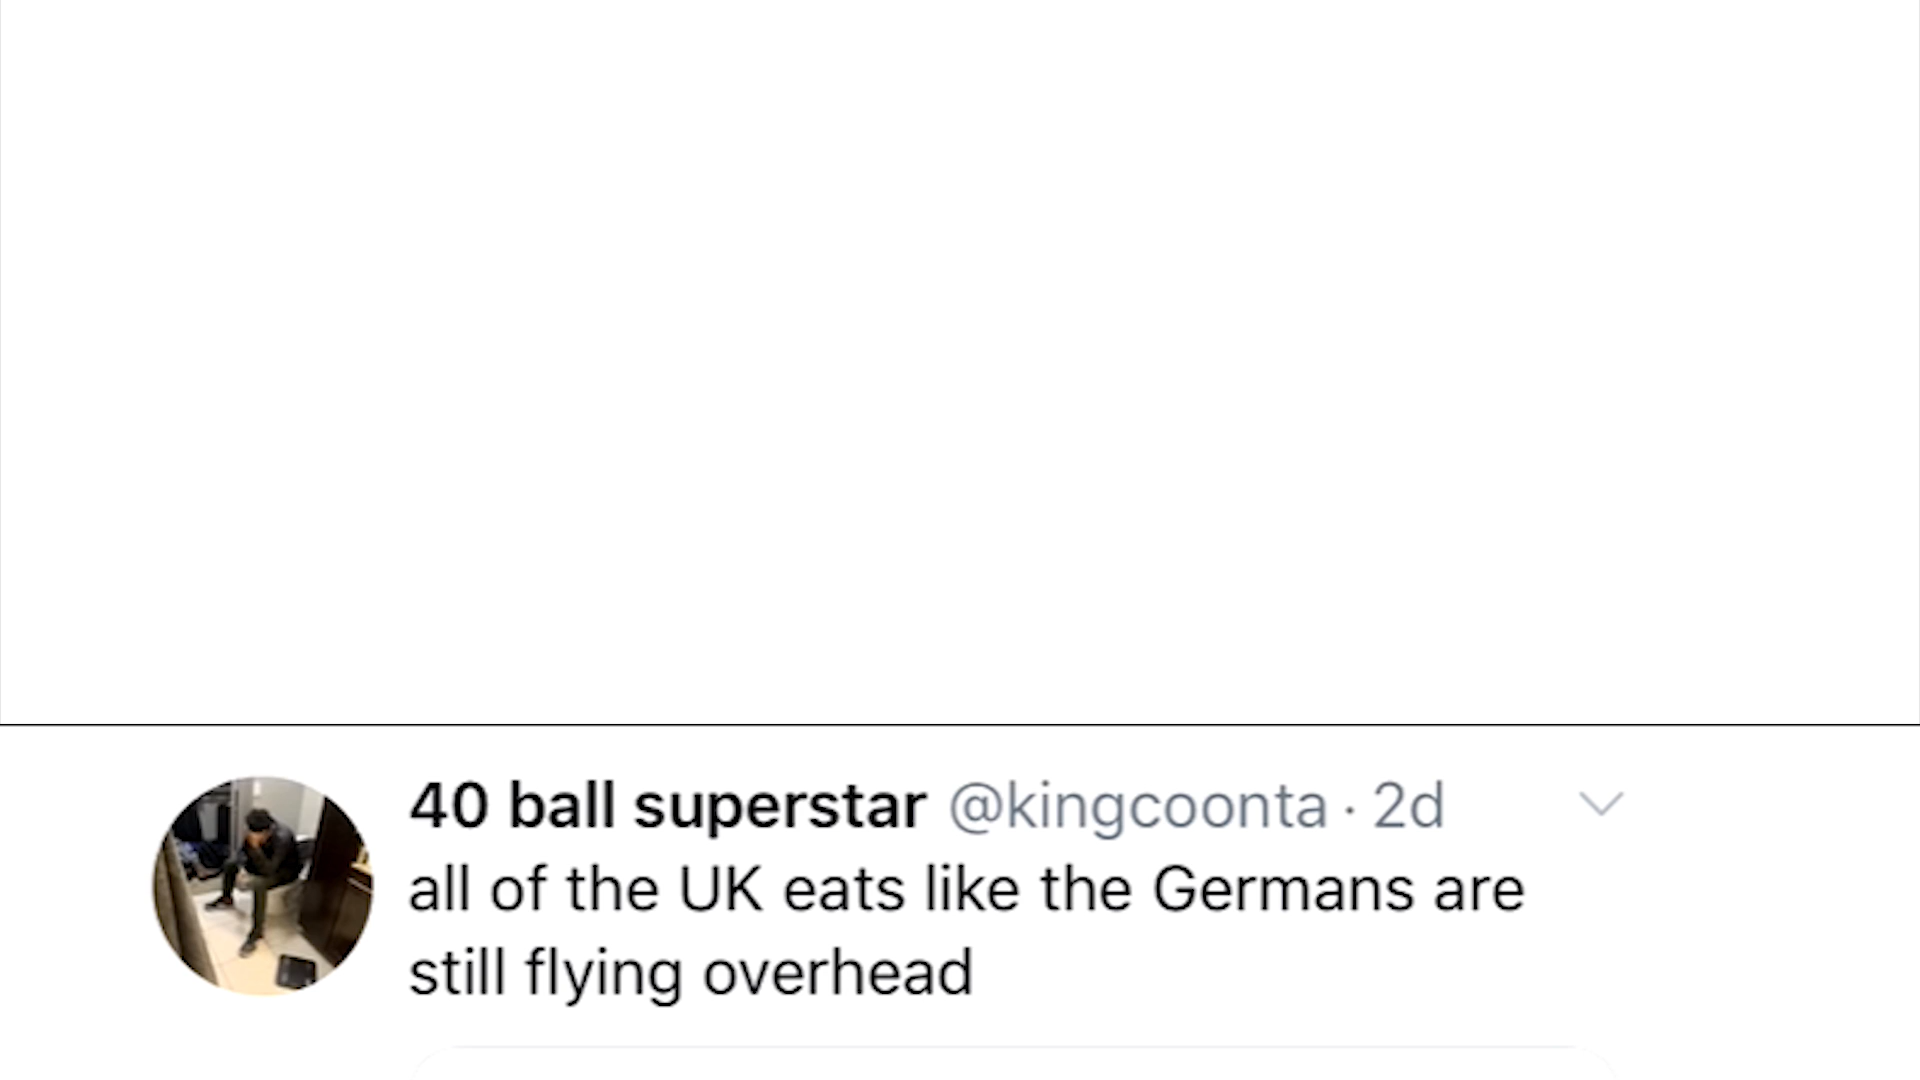 40 ball superstar @kingcoonta · 2d
all of the UK eats like the Germans are
still flying overhead